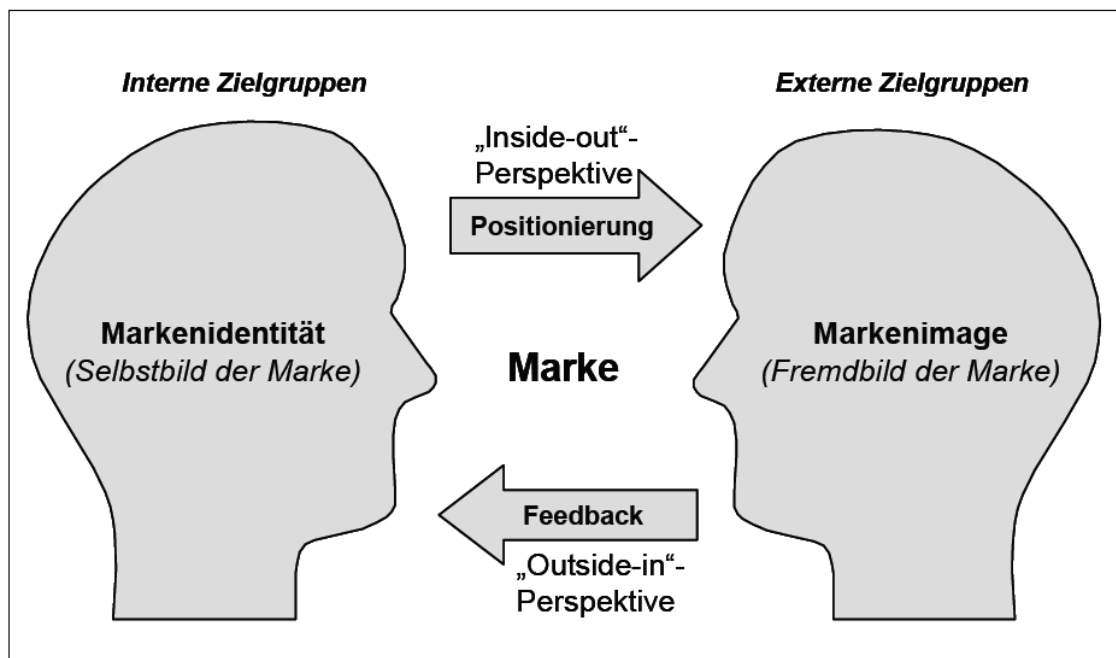 Interne Zielgruppen
Externe Zielgruppen
„Inside-out“-
Perspektive
Positionierung
Markenidentität
(Selbstbild der Marke)
Marke
Markenimage
(Fremdbild der Marke)
Feedback
„Outside-in“-
Perspektive